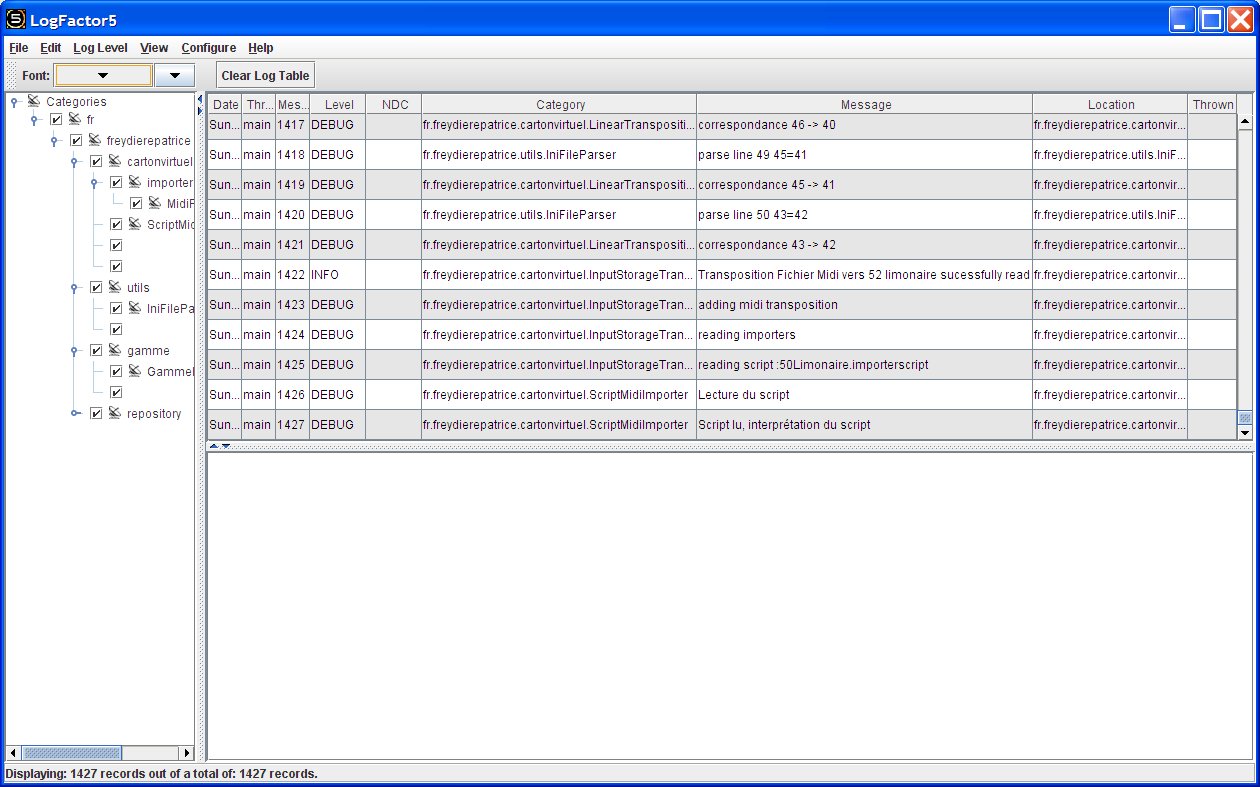 LogFactor5
File Edit Log Level View Configure Help
Font: Clear Log Table
Categories
fr
freydierepatrice
cartonvirtuel
importer
MidiF
ScriptMid
utils
IniFilePa
gamme
Gamme
repository
Date Thr... Mes... Level NDC Category Message Location Thrown
Sun... main 1417 DEBUG fr.freydierepatrice.cartonvirtuel.LinearTranspositi... correspondance 46 -> 40 fr.freydierepatrice.cartonvir...
Sun... main 1418 DEBUG fr.freydierepatrice.utils.IniFileParser parse line 49 45=41 fr.freydierepatrice.utils.IniF...
Sun... main 1419 DEBUG fr.freydierepatrice.cartonvirtuel.LinearTranspositi... correspondance 45 -> 41 fr.freydierepatrice.cartonvir...
Sun... main 1420 DEBUG fr.freydierepatrice.utils.IniFileParser parse line 50 43=42 fr.freydierepatrice.utils.IniF...
Sun... main 1421 DEBUG fr.freydierepatrice.cartonvirtuel.LinearTranspositi... correspondance 43 -> 42 fr.freydierepatrice.cartonvir...
Sun... main 1422 INFO fr.freydierepatrice.cartonvirtuel.InputStorageTran... Transposition Fichier Midi vers 52 limonaire sucessfully read fr.freydierepatrice.cartonvir...
Sun... main 1423 DEBUG fr.freydierepatrice.cartonvirtuel.InputStorageTran... adding midi transposition fr.freydierepatrice.cartonvir...
Sun... main 1424 DEBUG fr.freydierepatrice.cartonvirtuel.InputStorageTran... reading importers fr.freydierepatrice.cartonvir...
Sun... main 1425 DEBUG fr.freydierepatrice.cartonvirtuel.InputStorageTran... reading script :50Limonaire.importerscript fr.freydierepatrice.cartonvir...
Sun... main 1426 DEBUG fr.freydierepatrice.cartonvirtuel.ScriptMidiImporter Lecture du script fr.freydierepatrice.cartonvir...
Sun... main 1427 DEBUG fr.freydierepatrice.cartonvirtuel.ScriptMidiImporter Script lu, interprétation du script fr.freydierepatrice.cartonvir...
Displaying: 1427 records out of a total of: 1427 records.